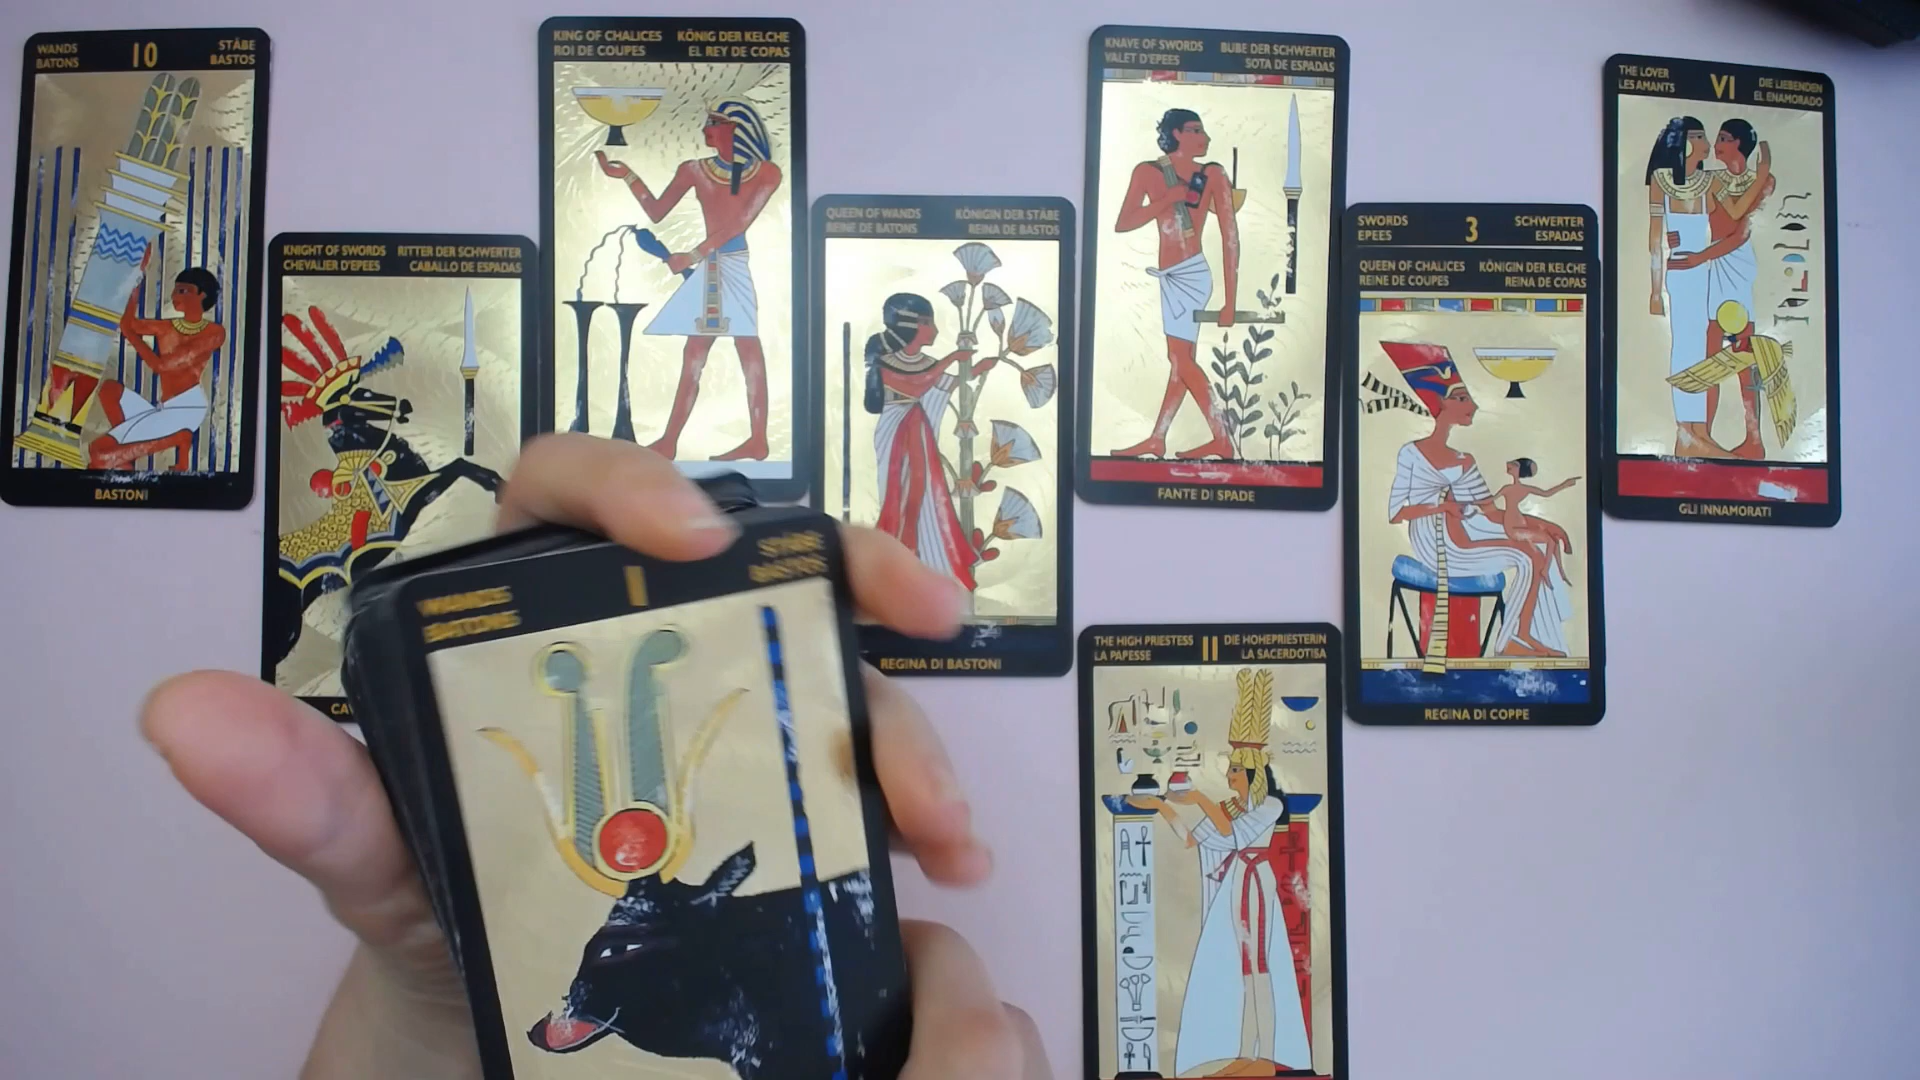 WANDS 10 STÄBE
BATONS BASTOS
BASTONI
KNIGHT OF SWORDS RITTER DER SCHWERTER
CHEVALIER D'EPEES CABALLO DE ESPADAS
KING OF CHALICES KÖNIG DER KELCHE
ROI DE COUPES EL REY DE COPAS
QUEEN OF WANDS KÖNIGIN DER STÄBE
REINE DE BATONS REINA DE BASTOS
REGINA DI BASTONI
KNAVE OF SWORDS BUBE DER SCHWERTER
VALET D'EPEES SOTA DE ESPADAS
FANTE DI SPADE
SWORDS 3 SCHWERTER
EPEES ESPADAS
QUEEN OF CHALICES KÖNIGIN DER KELCHE
REINE DE COUPES REINA DE COPAS
REGINA DI COPPE
THE LOVER VI DIE LIEBENDEN
LES AMANTS EL ENAMORADO
GLI INNAMORATI
THE HIGH PRIESTESS II DIE HOHEPRIESTERIN
LA PAPESSE LA SACERDOTISA
WANDS I STÄBE
BATONS BASTOS